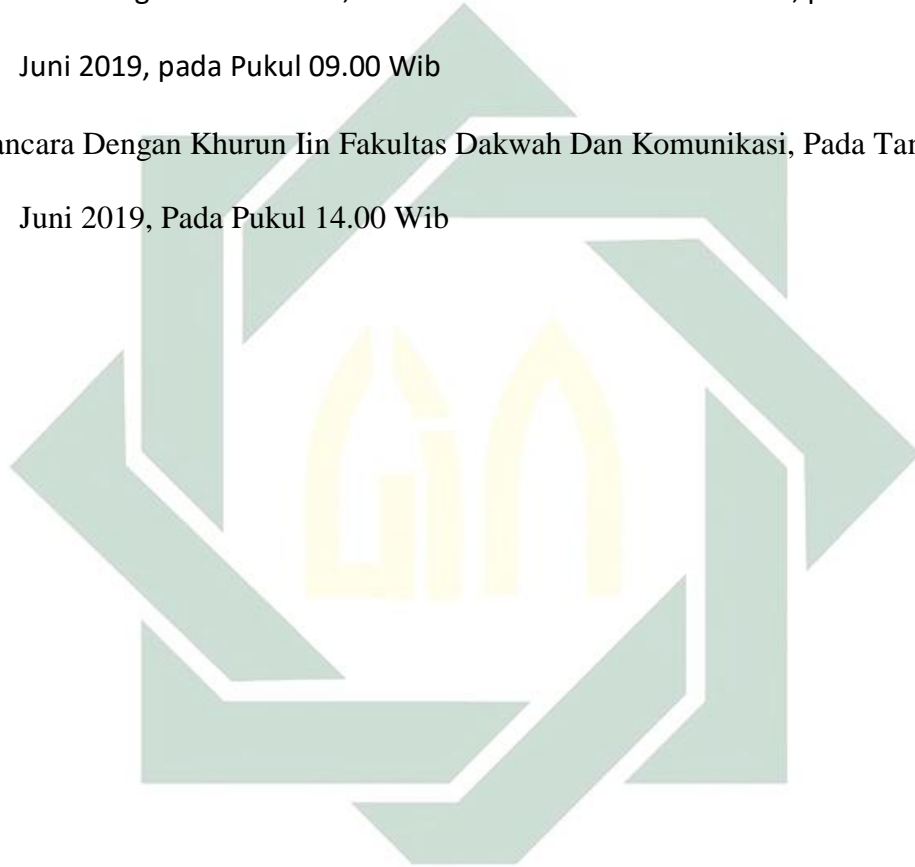 Juni 2019, pada Pukul 09.00 Wib
ancara Dengan Khurun Iin Fakultas Dakwah Dan Komunikasi, Pada Tan
Juni 2019, Pada Pukul 14.00 Wib